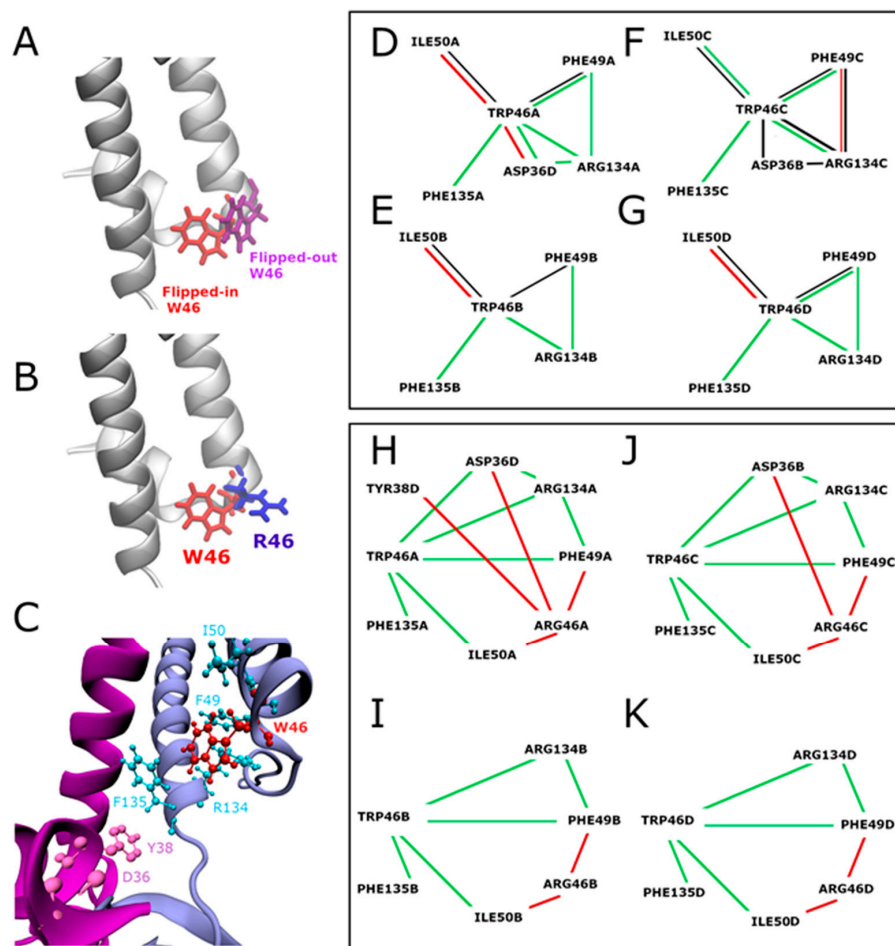 A
Flipped-out
W46
Flipped-in
W46
B
W46
R46
C
I50
F49
W46
F135
R134
Y38
D36
D
ILE50A
PHE49A
TRP46A
ASP36D
ARG134A
PHE135A
F
ILE50C
PHE49C
TRP46C
ASP36B
ARG134C
PHE135C
E
ILE50B
PHE49B
TRP46B
ARG134B
PHE135B
G
ILE50D
PHE49D
TRP46D
ARG134D
PHE135D
H
ASP36D
TYR38D
ARG134A
TRP46A
PHE49A
PHE135A
ARG46A
ILE50A
J
ASP36B
ARG134C
TRP46C
PHE49C
PHE135C
ARG46C
ILE50C
I
ARG134B
TRP46B
PHE49B
PHE135B
ARG46B
ILE50B
K
ARG134D
TRP46D
PHE49D
PHE135D
ARG46D
ILE50D